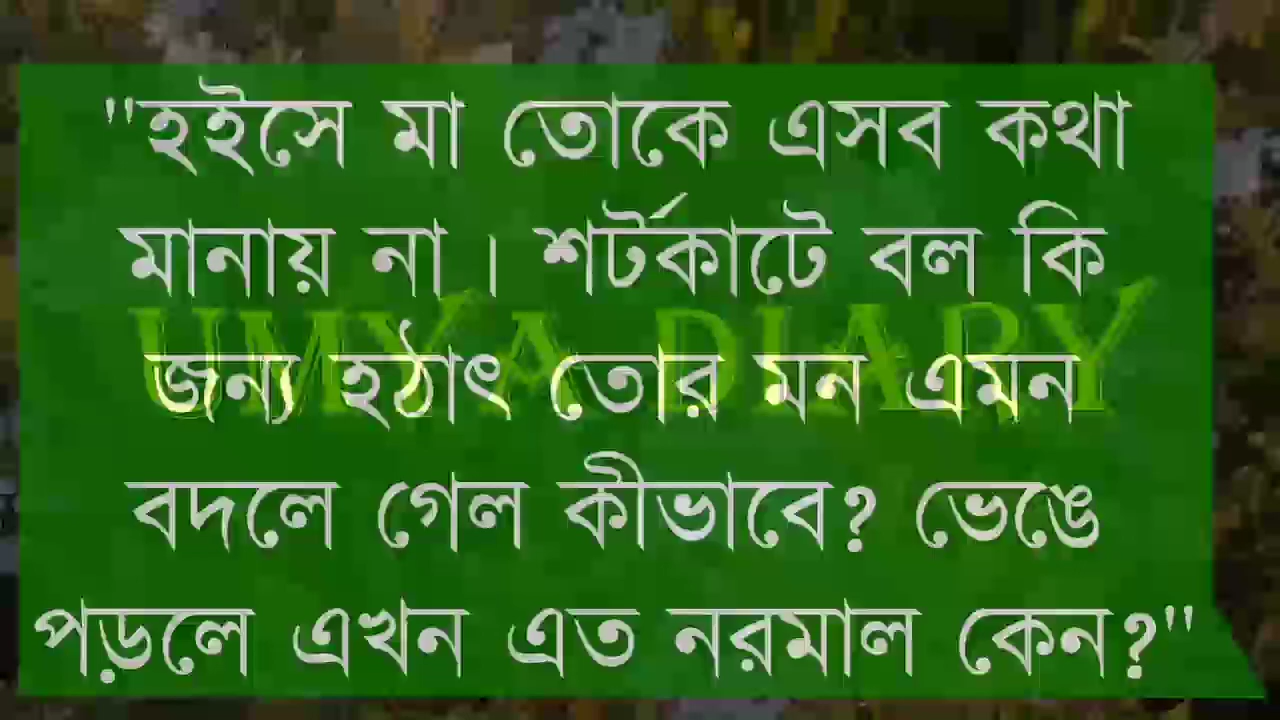 "হইসে মা তোকে এসব কথা
মানায় না। শর্টকাটে বল কি
UMYA DIARY
জন্য হঠাৎ তোর মন এমন
বদলে গেল কীভাবে? ভেঙে
পড়লে এখন এত নরমাল কেন?"